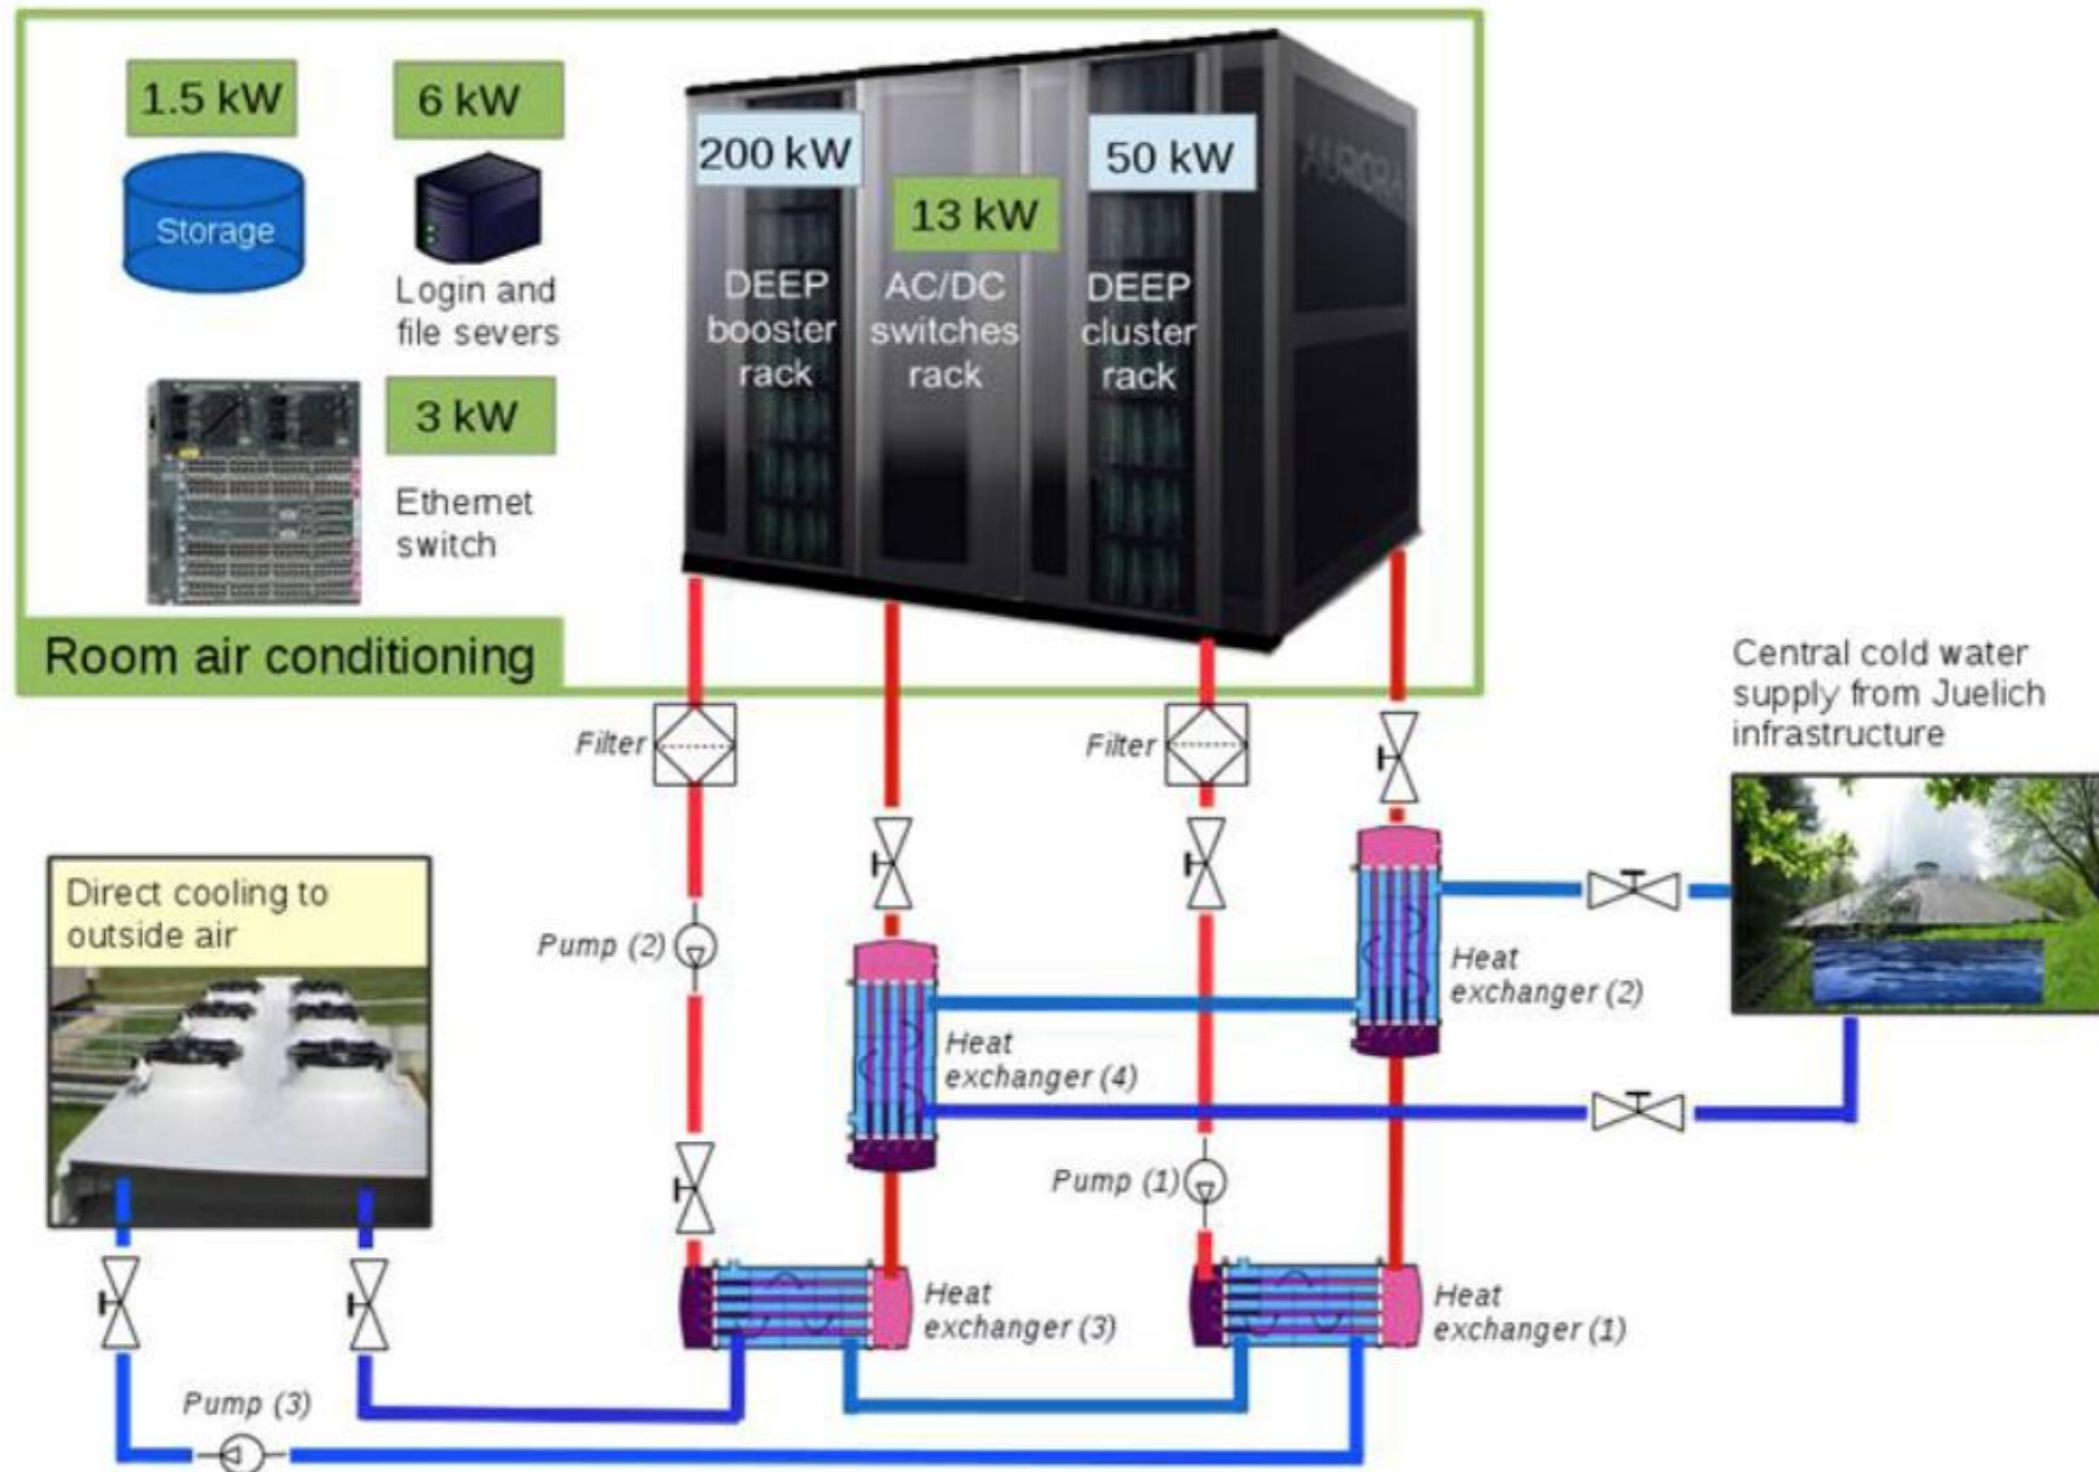 1.5 kW
6 kW
Storage
Login and
file severs
3 kW
Ethernet
switch
Room air conditioning
200 kW
13 kW
50 kW
AURORA
DEEP
booster
rack
AC/DC
switches
rack
DEEP
cluster
rack
Filter
Filter
Central cold water
supply from Juelich
infrastructure
Direct cooling to
outside air
Pump (2)
Heat
exchanger (2)
Heat
exchanger (4)
Pump (1)
Heat
exchanger (3)
Heat
exchanger (1)
Pump (3)